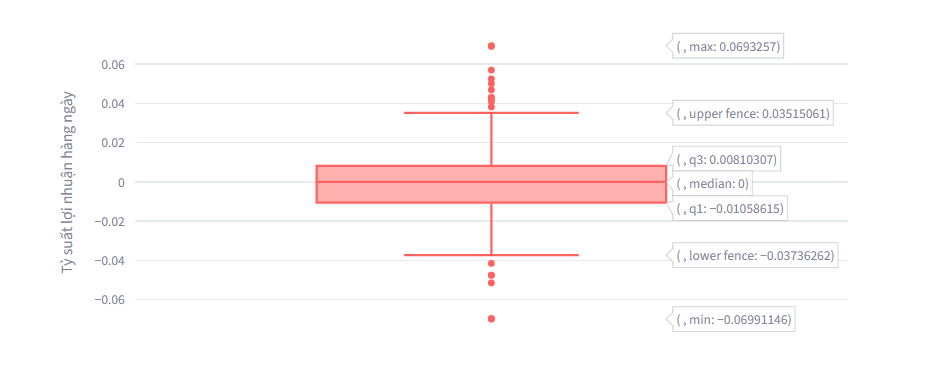 Tỷ suất lợi nhuận hàng ngày
0.06
0.04
0.02
0
−0.02
−0.04
−0.06
( , max: 0.0693257)
( , upper fence: 0.03515061)
( , q3: 0.00810307)
( , median: 0)
( , q1: −0.01058615)
( , lower fence: −0.03736262)
( , min: −0.06991146)